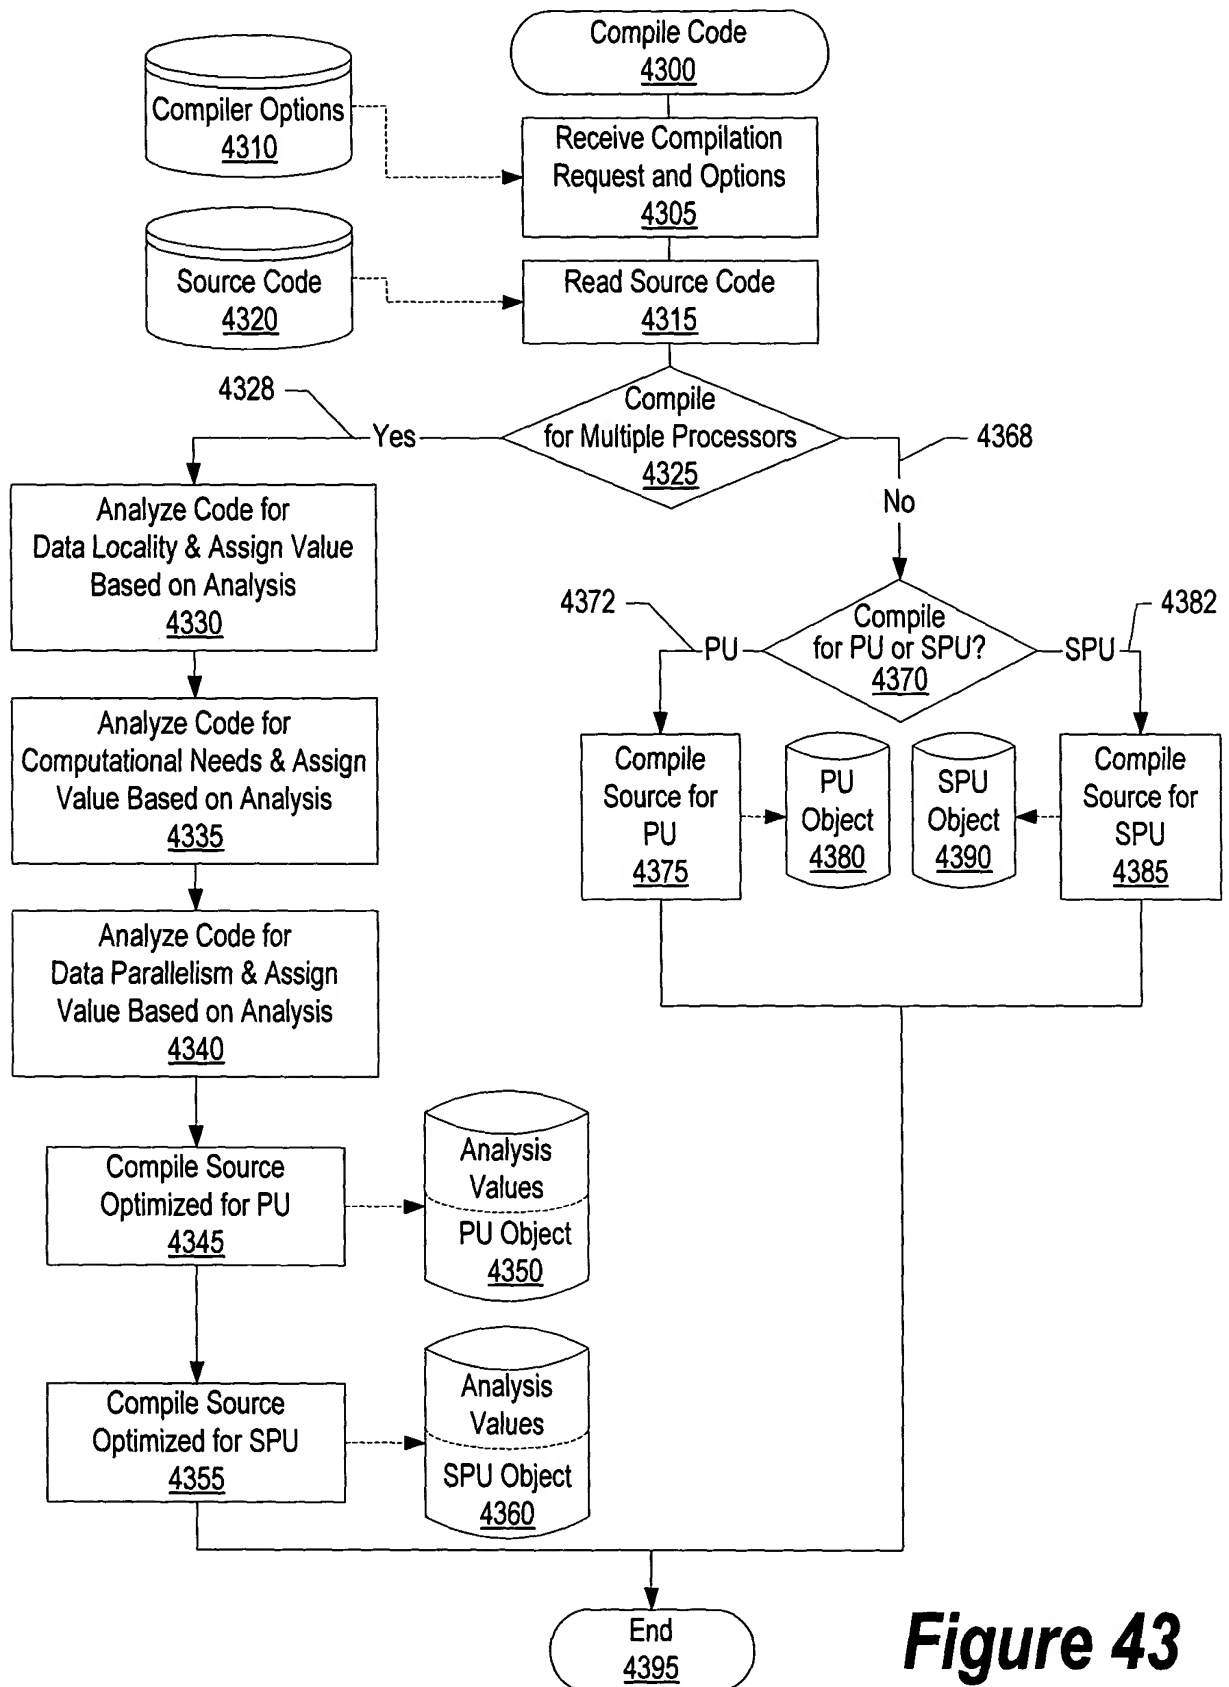 Compile Code
4300
Compiler Options
4310
Receive Compilation
Request and Options
4305
Source Code
4320
Read Source Code
4315
4328
Yes
Compile
for Multiple Processors
4325
4368
No
Analyze Code for
Data Locality & Assign Value
Based on Analysis
4330
4372
PU
Compile
for PU or SPU?
4370
SPU
4382
Analyze Code for
Computational Needs & Assign
Value Based on Analysis
4335
Compile
Source for
PU
4375
PU
Object
4380
SPU
Object
4390
Compile
Source for
SPU
4385
Analyze Code for
Data Parallelism & Assign
Value Based on Analysis
4340
Compile Source
Optimized for PU
4345
Analysis
Values
PU Object
4350
Compile Source
Optimized for SPU
4355
Analysis
Values
SPU Object
4360
End
4395
Figure 43